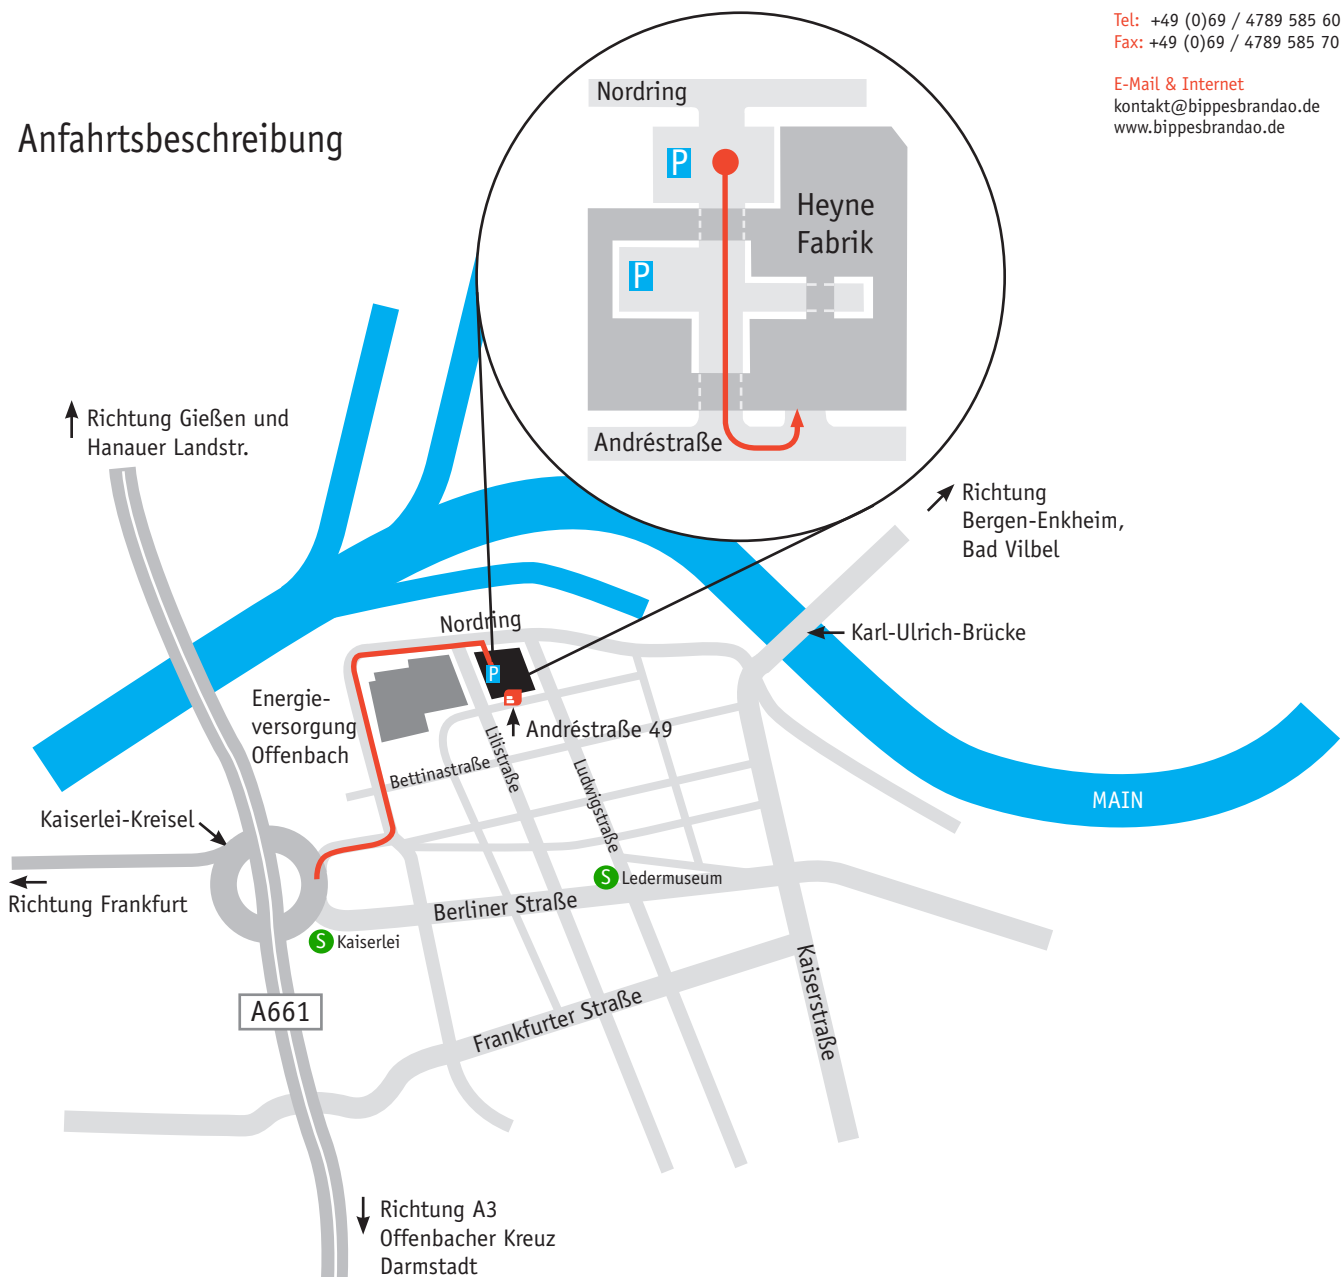 Tel: +49 (0)69 / 4789 585 60
Fax: +49 (0)69 / 4789 585 70
E-Mail & Internet
kontakt@bippesbrandao.de
www.bippesbrandao.de
Anfahrtsbeschreibung
Nordring
P
Heyne
Fabrik
P
Andréstraße
Richtung Gießen und
Hanauer Landstr.
Richtung
Bergen-Enkheim,
Bad Vilbel
Nordring
Karl-Ulrich-Brücke
P
Energie-
versorgung
Offenbach
Andréstraße 49
Lilistraße
Bettinastraße
Ludwigstraße
MAIN
Kaiserlei-Kreisel
Richtung Frankfurt
S Ledermuseum
Berliner Straße
S Kaiserlei
Kaiserstraße
A661
Frankfurter Straße
Richtung A3
Offenbacher Kreuz
Darmstadt